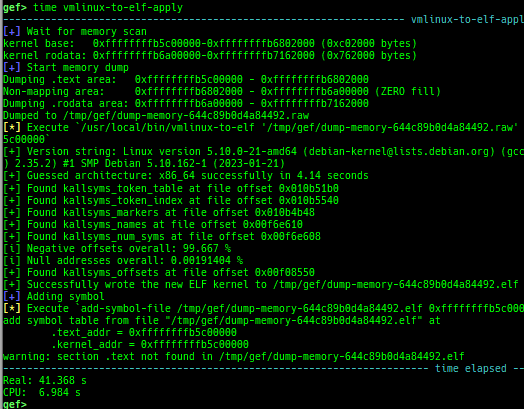 gef> time vmlinux-to-elf-apply
vmlinux-to-elf-appl
[+] Wait for memory scan
kernel base:   0xffffffffb5c00000-0xffffffffb6802000 (0xc02000 bytes)
kernel rodata: 0xffffffffb6a00000-0xffffffffb7162000 (0x762000 bytes)
[+] Start memory dump
Dumping .text area:   0xffffffffb5c00000 - 0xffffffffb6802000
Non-mapping area:     0xffffffffb6802000 - 0xffffffffb6a00000 (ZERO fill)
Dumping .rodata area: 0xffffffffb6a00000 - 0xffffffffb7162000
Dumped to /tmp/gef/dump-memory-644c89b0d4a84492.raw
[*] Execute `/usr/local/bin/vmlinux-to-elf '/tmp/gef/dump-memory-644c89b0d4a84492.raw'
5c00000`
[+] Version string: Linux version 5.10.0-21-amd64 (debian-kernel@lists.debian.org) (gcc
) 2.35.2) #1 SMP Debian 5.10.162-1 (2023-01-21)
[+] Guessed architecture: x86_64 successfully in 4.14 seconds
[+] Found kallsyms_token_table at file offset 0x010b51b0
[+] Found kallsyms_token_index at file offset 0x010b5540
[+] Found kallsyms_markers at file offset 0x010b4b48
[+] Found kallsyms_names at file offset 0x00f6e610
[+] Found kallsyms_num_syms at file offset 0x00f6e608
[i] Negative offsets overall: 99.667 %
[i] Null addresses overall: 0.00191404 %
[+] Found kallsyms_offsets at file offset 0x00f08550
[+] Successfully wrote the new ELF kernel to /tmp/gef/dump-memory-644c89b0d4a84492.elf
[+] Adding symbol
[*] Execute `add-symbol-file /tmp/gef/dump-memory-644c89b0d4a84492.elf 0xffffffffb5c00
add symbol table from file "/tmp/gef/dump-memory-644c89b0d4a84492.elf" at
.text_addr = 0xffffffffb5c00000
.kernel_addr = 0xffffffffb5c00000
warning: section .text not found in /tmp/gef/dump-memory-644c89b0d4a84492.elf
time elapsed
Real: 41.368 s
CPU:  6.984 s
gef>